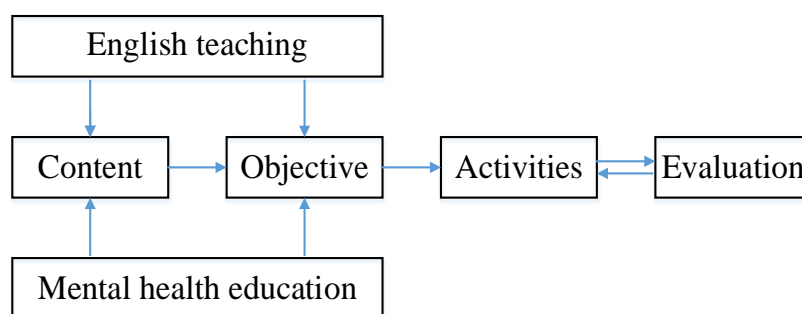 English teaching
Content
Objective
Activities
Evaluation
Mental health education